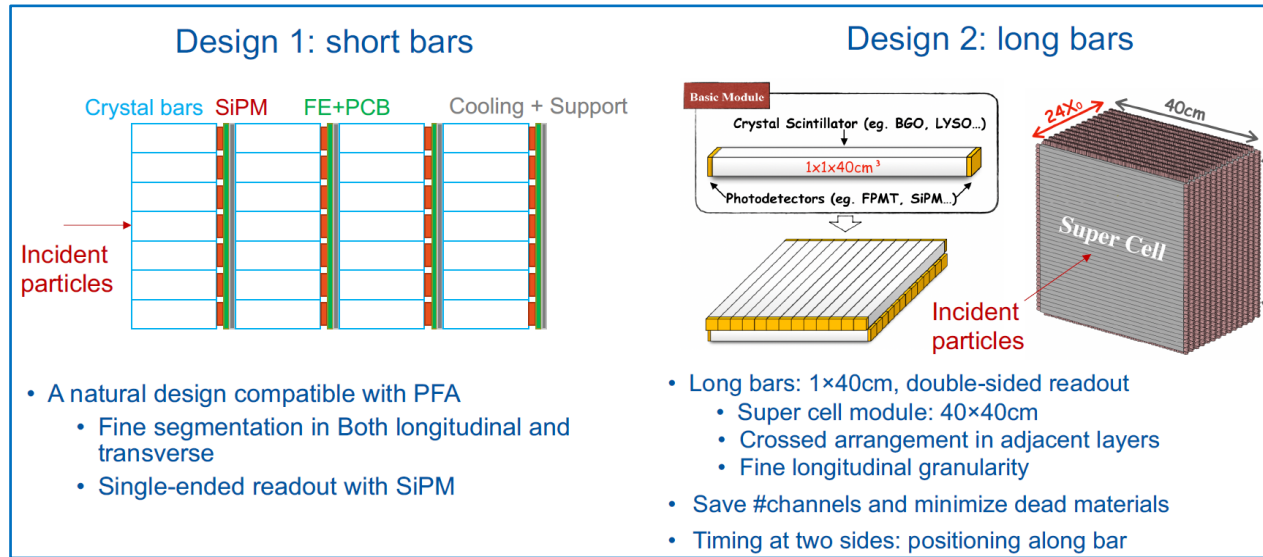 Design 1: short bars
Crystal bars SiPM FE+PCB Cooling + Support
Incident
particles
• A natural design compatible with PFA
• Fine segmentation in Both longitudinal and
transverse
• Single-ended readout with SiPM
Design 2: long bars
Basic Module
Crystal Scintillator (eg. BGO, LYSO...)
1x1x40cm³
Photodetectors (eg. FPMT, SiPM...)
24X₀
40cm
Super Cell
Incident
particles
• Long bars: 1×40cm, double-sided readout
• Super cell module: 40×40cm
• Crossed arrangement in adjacent layers
• Fine longitudinal granularity
• Save #channels and minimize dead materials
• Timing at two sides: positioning along bar